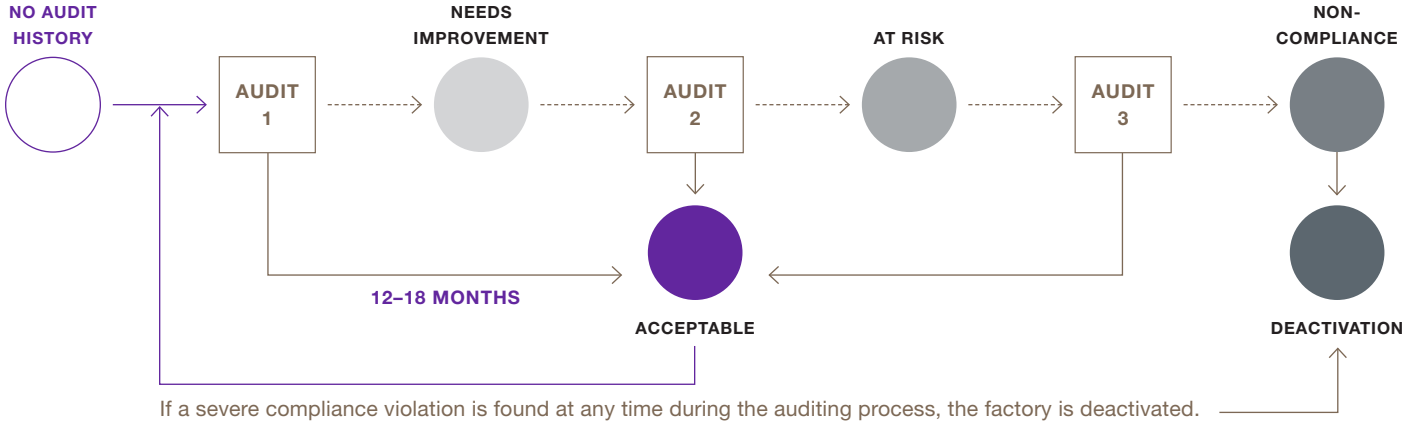 NO AUDIT
HISTORY
AUDIT
1
NEEDS
IMPROVEMENT
AUDIT
2
AT RISK
AUDIT
3
NON-
COMPLIANCE
12–18 MONTHS
ACCEPTABLE
DEACTIVATION
If a severe compliance violation is found at any time during the auditing process, the factory is deactivated.